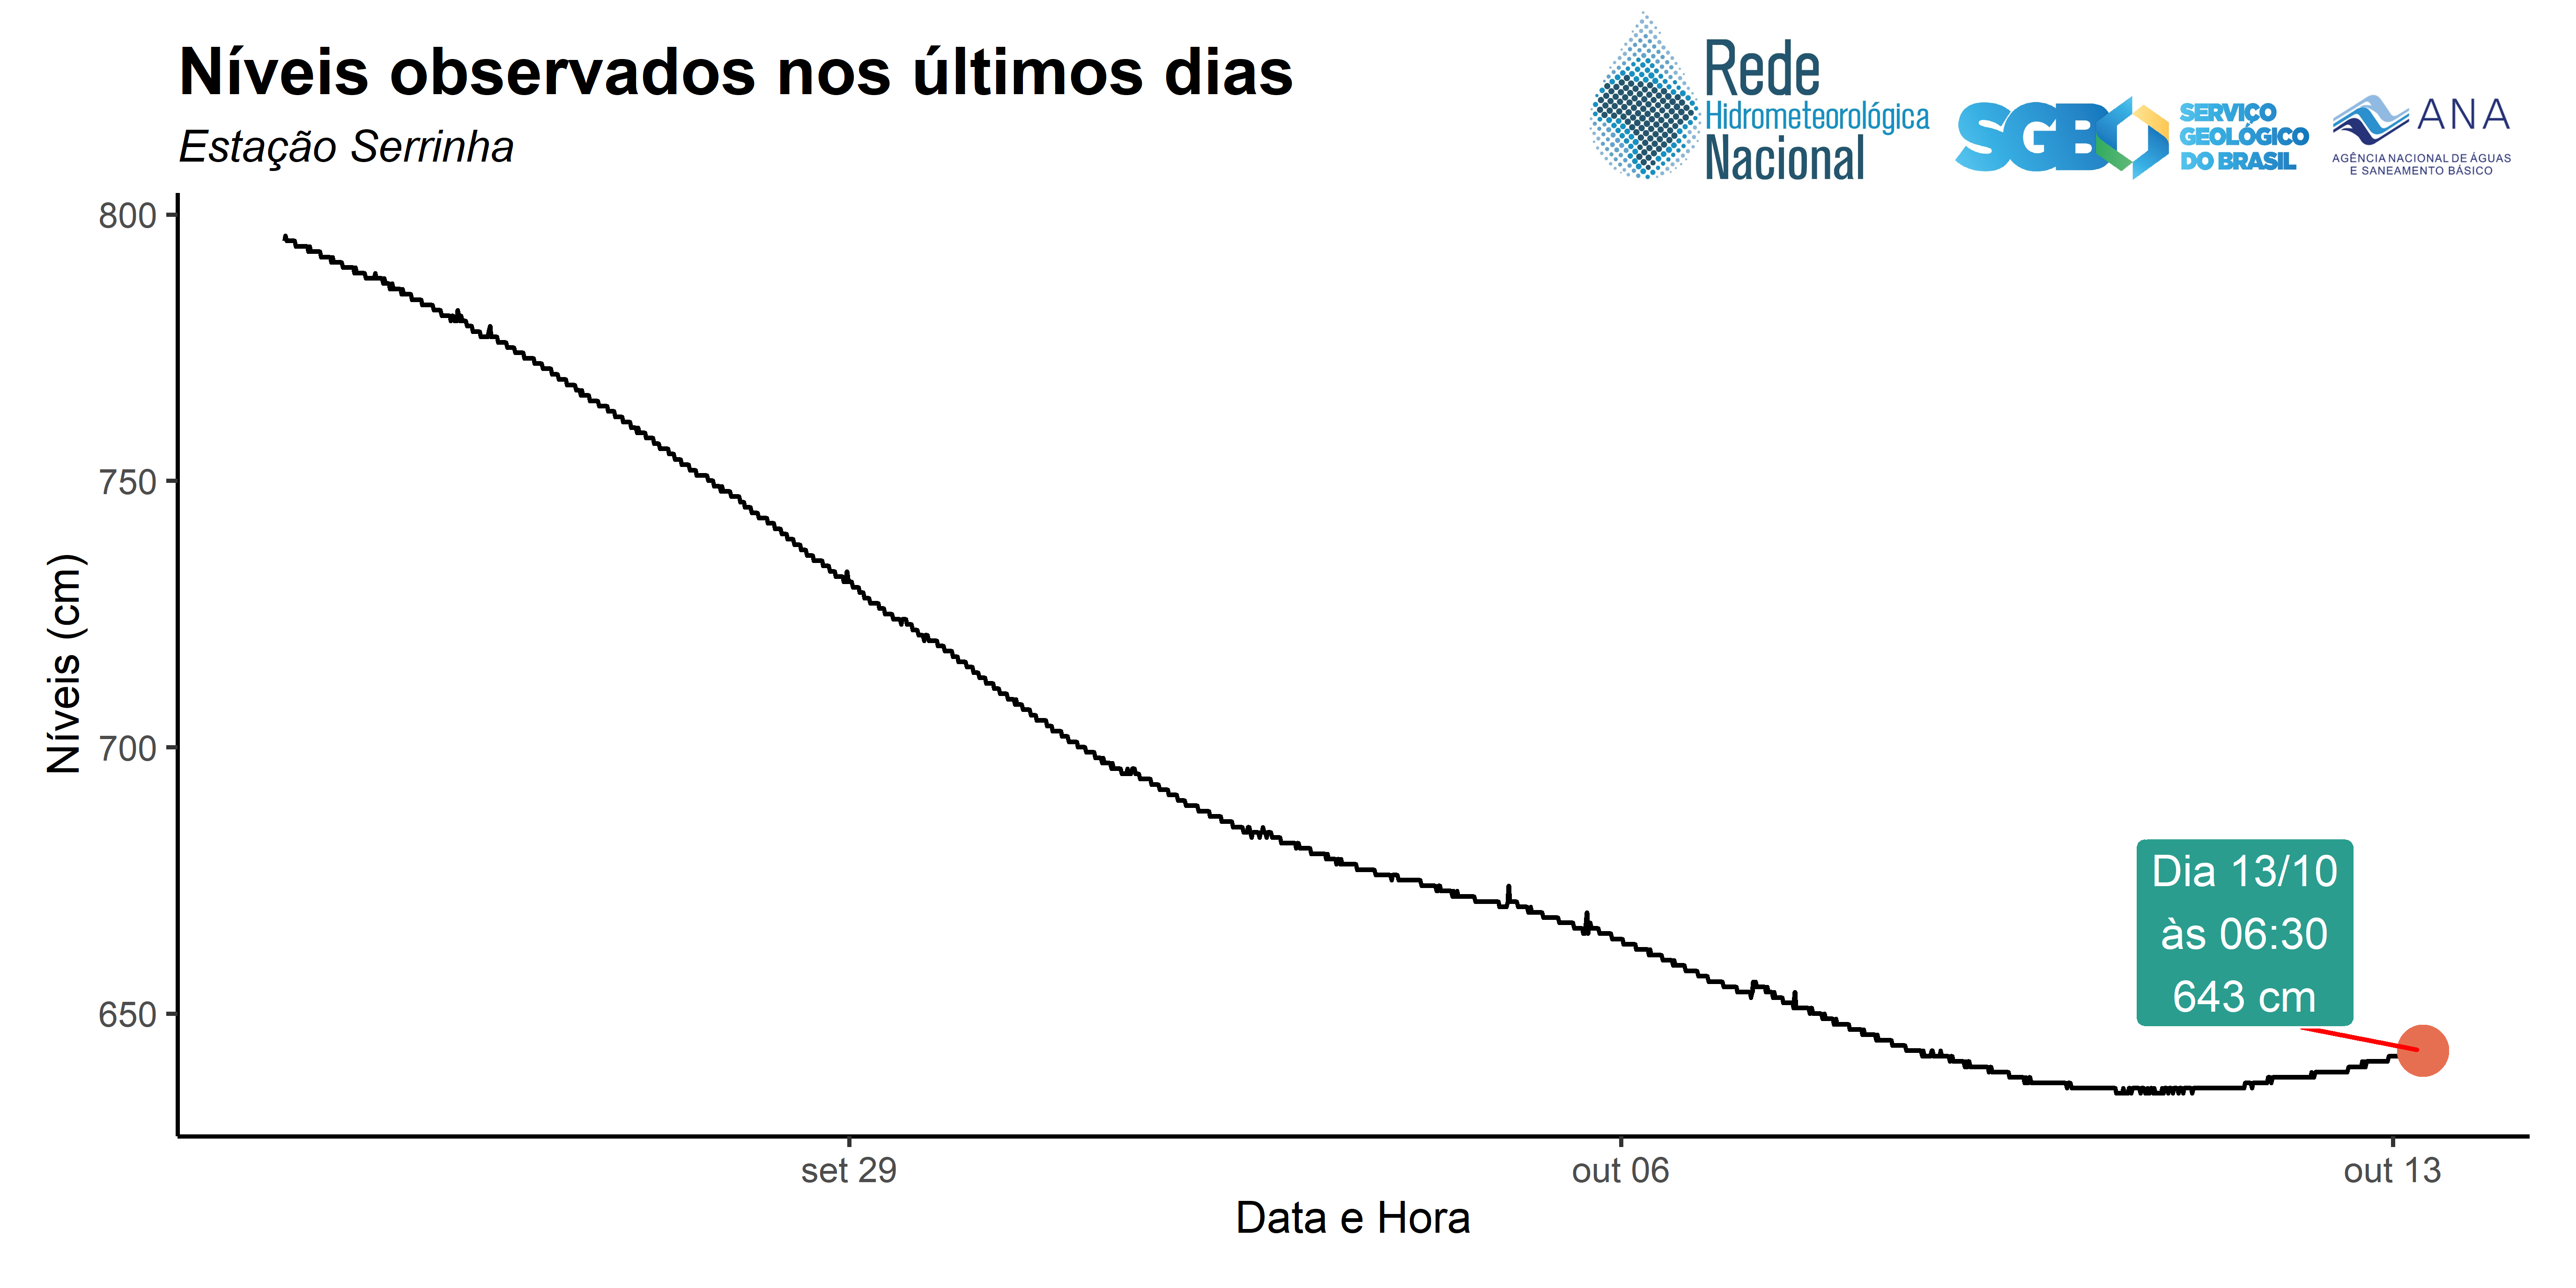 Níveis observados nos últimos dias
Estação Serrinha
Rede
Hidrometeorológica
Nacional
SGB
SERVIÇO
GEOLÓGICO
DO BRASIL
ANA
AGÊNCIA NACIONAL DE ÁGUAS
E SANEAMENTO BÁSICO
800
750
700
650
Níveis (cm)
Dia 13/10
às 06:30
643 cm
set 29
out 06
out 13
Data e Hora